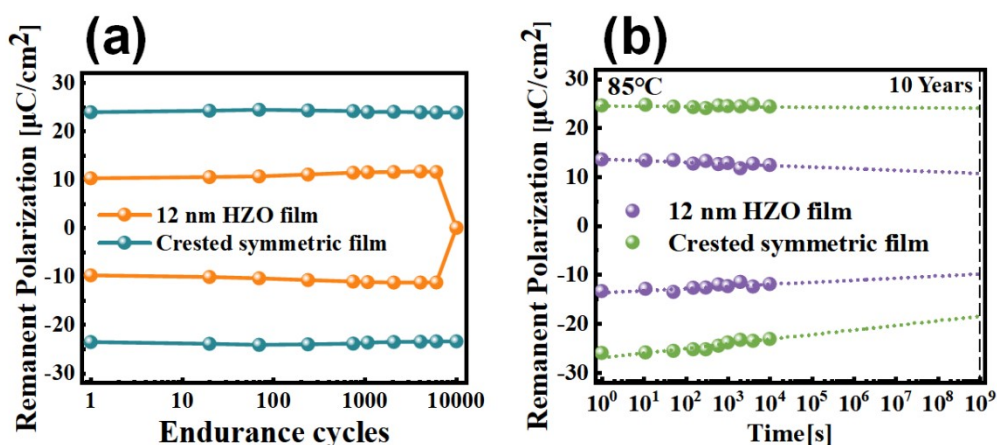 (a)
Remanent Polarization [μC/cm²]
30
20
10
0
-10
-20
-30
12 nm HZO film
Crested symmetric film
1
10
100
1000
10000
Endurance cycles
(b)
Remanent Polarization [μC/cm²]
30
20
10
0
-10
-20
-30
85°C
10 Years
12 nm HZO film
Crested symmetric film
10⁰
10¹
10²
10³
10⁴
10⁵
10⁶
10⁷
10⁸
10⁹
Time[s]